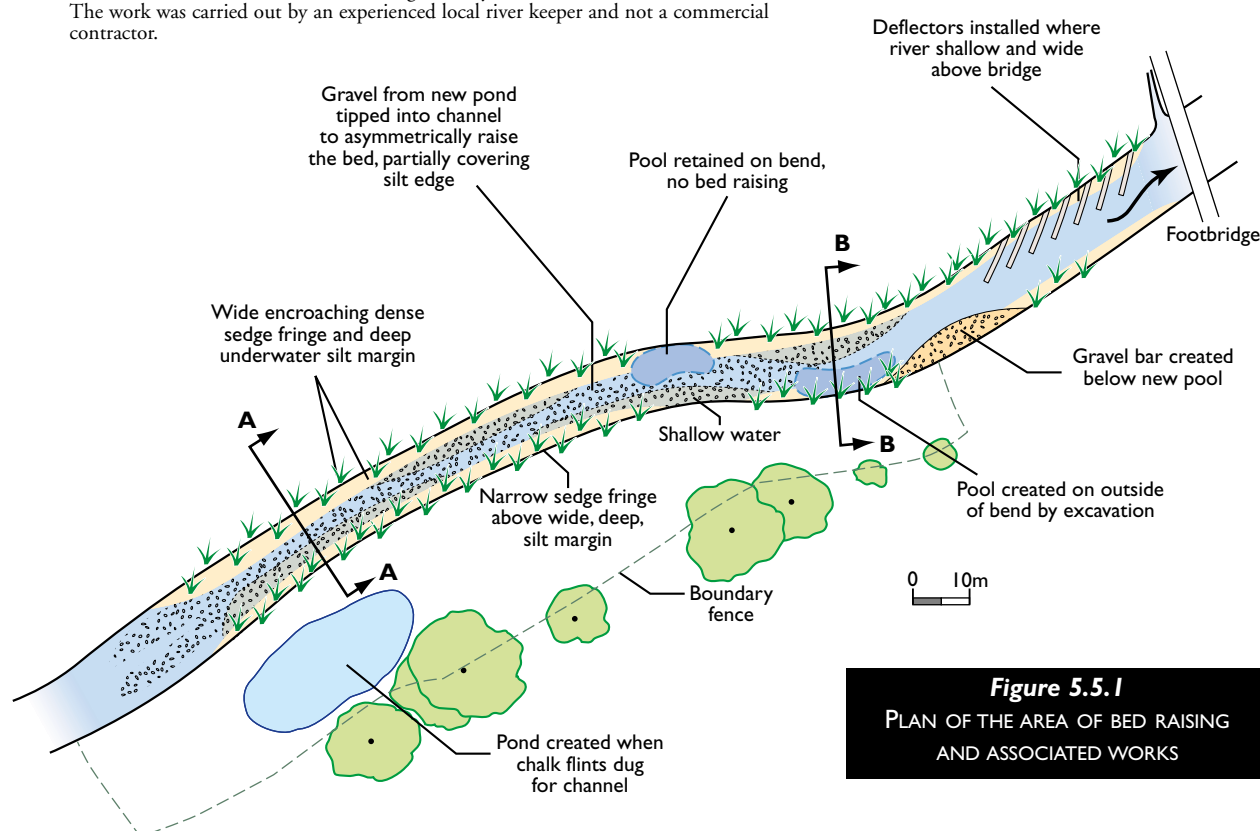 The work was carried out by an experienced local river keeper and not a commercial
contractor.
Deflectors installed where
river shallow and wide
above bridge
Gravel from new pond
tipped into channel
to asymmetrically raise
the bed, partially covering
silt edge
Pool retained on bend,
no bed raising
Footbridge
B
Wide encroaching dense
sedge fringe and deep
underwater silt margin
Gravel bar created
below new pool
A
Shallow water
B
Narrow sedge fringe
above wide, deep,
silt margin
Pool created on outside
of bend by excavation
A
Boundary
fence
0 10m
Pond created when
chalk flints dug
for channel
Figure 5.5.1
PLAN OF THE AREA OF BED RAISING
AND ASSOCIATED WORKS